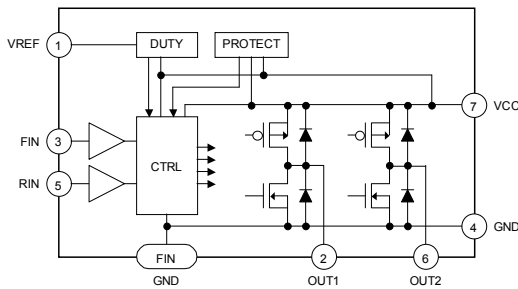 DUTY
PROTECT
VREF 1
7 VCC
FIN 3
CTRL
RIN 5
4 GND
FIN
2
6
GND
OUT1
OUT2